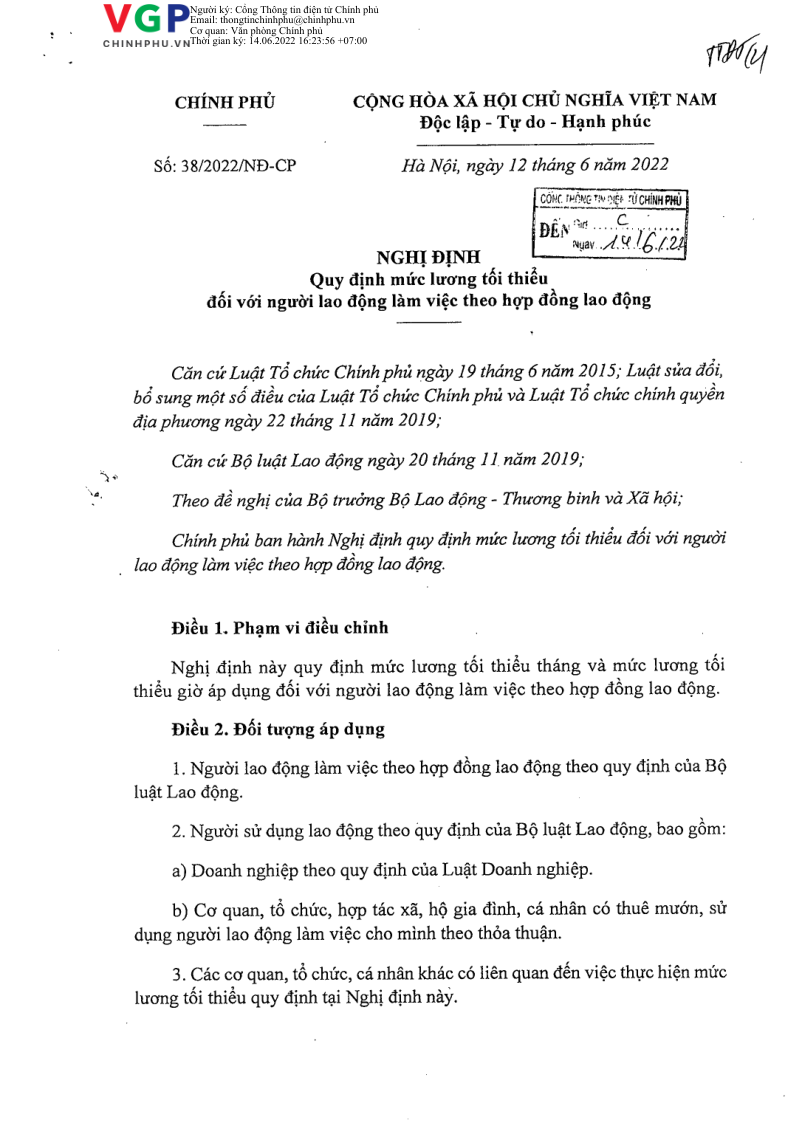 VGP
CHINHPHU.VN
Người ký: Cổng Thông tin điện tử Chính phủ
Email: thongtinchinhphu@chinhphu.vn
Cơ quan: Văn phòng Chính phủ
Thời gian ký: 14.06.2022 16:23:56 +07:00
CHÍNH PHỦ
CỘNG HÒA XÃ HỘI CHỦ NGHĨA VIỆT NAM
Độc lập - Tự do - Hạnh phúc
Số: 38/2022/NĐ-CP
Hà Nội, ngày 12 tháng 6 năm 2022
CỔNG THÔNG TIN ĐIỆN TỬ CHÍNH PHỦ
ĐẾN
C
Ngày 14/6/22
NGHỊ ĐỊNH
Quy định mức lương tối thiểu
đối với người lao động làm việc theo hợp đồng lao động
Căn cứ Luật Tổ chức Chính phủ ngày 19 tháng 6 năm 2015; Luật sửa đổi,
bổ sung một số điều của Luật Tổ chức Chính phủ và Luật Tổ chức chính quyền
địa phương ngày 22 tháng 11 năm 2019;
Căn cứ Bộ luật Lao động ngày 20 tháng 11 năm 2019;
Theo đề nghị của Bộ trưởng Bộ Lao động - Thương binh và Xã hội;
Chính phủ ban hành Nghị định quy định mức lương tối thiểu đối với người
lao động làm việc theo hợp đồng lao động.
Điều 1. Phạm vi điều chỉnh
Nghị định này quy định mức lương tối thiểu tháng và mức lương tối
thiểu giờ áp dụng đối với người lao động làm việc theo hợp đồng lao động.
Điều 2. Đối tượng áp dụng
1. Người lao động làm việc theo hợp đồng lao động theo quy định của Bộ
luật Lao động.
2. Người sử dụng lao động theo quy định của Bộ luật Lao động, bao gồm:
a) Doanh nghiệp theo quy định của Luật Doanh nghiệp.
b) Cơ quan, tổ chức, hợp tác xã, hộ gia đình, cá nhân có thuê mướn, sử
dụng người lao động làm việc cho mình theo thỏa thuận.
3. Các cơ quan, tổ chức, cá nhân khác có liên quan đến việc thực hiện mức
lương tối thiểu quy định tại Nghị định này.